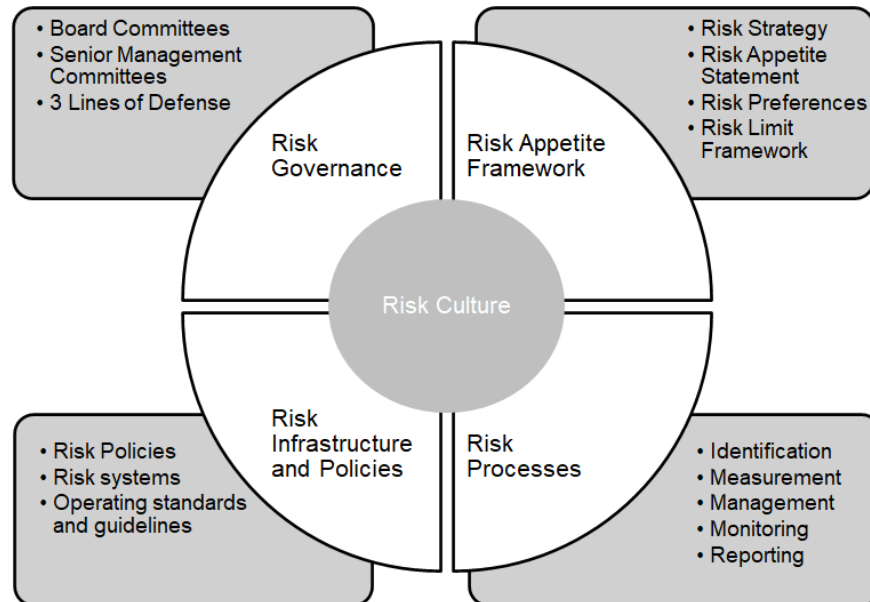 • Board Committees
• Senior Management
Committees
• 3 Lines of Defense
• Risk Strategy
• Risk Appetite
Statement
• Risk Preferences
• Risk Limit
Framework
Risk
Governance
Risk Appetite
Framework
Risk Culture
Risk
Infrastructure
and Policies
Risk
Processes
• Risk Policies
• Risk systems
• Operating standards
and guidelines
• Identification
• Measurement
• Management
• Monitoring
• Reporting